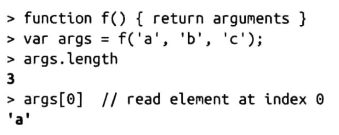 > function f() { return arguments }
> var args = f('a', 'b', 'c');
> args.length
3
> args[0]  // read element at index 0
'a'